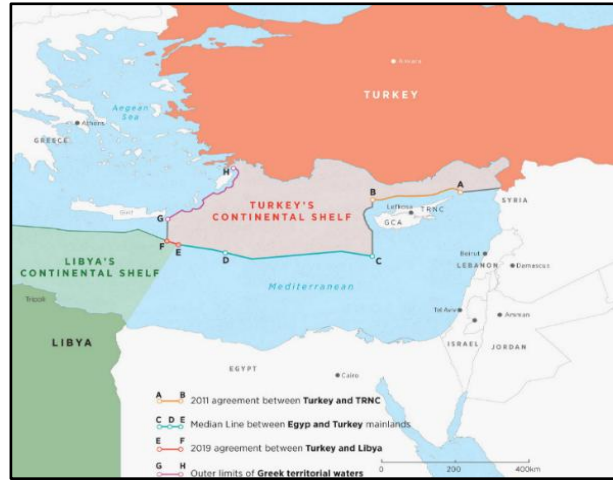 Ankara
TURKEY
Aegean
Sea
GREECE
Athens
H
TURKEY'S
CONTINENTAL SHELF
B
A
Lefkosa
TRNC
GCA
SYRIA
G
F
E
D
C
LIBYA'S
CONTINENTAL SHELF
Mediterranean
Beirut
LEBANON
Damascus
Tripoli
Tel Aviv
Amman
ISRAEL
JORDAN
LIBYA
EGYPT
Cairo
A B 2011 agreement between Turkey and TRNC
C D E Median Line between Egyp and Turkey mainlands
E F 2019 agreement between Turkey and Libya
G H Outer limits of Greek territorial waters
0 200 400km